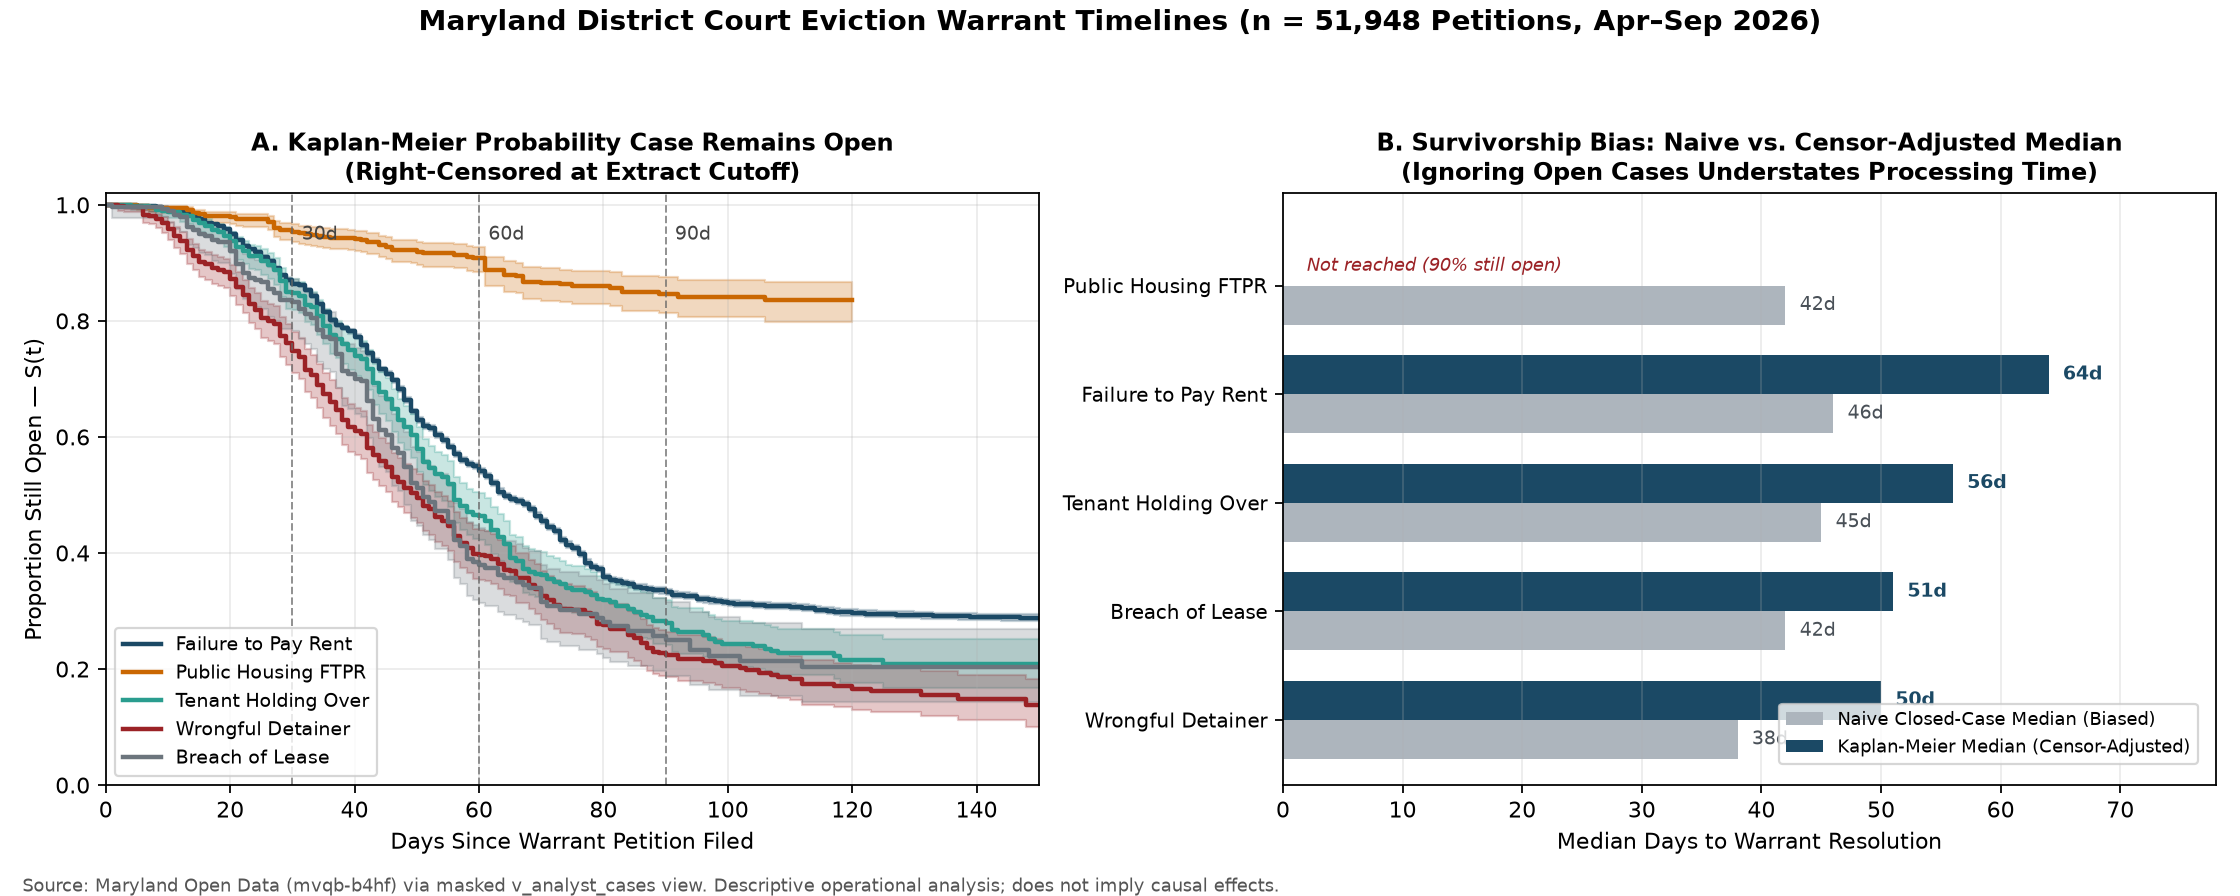 Maryland District Court Eviction Warrant Timelines (n = 51,948 Petitions, Apr–Sep 2026)
A. Kaplan-Meier Probability Case Remains Open
(Right-Censored at Extract Cutoff)
Proportion Still Open — S(t)
1.0
0.8
0.6
0.4
0.2
0.0
30d
60d
90d
Failure to Pay Rent
Public Housing FTPR
Tenant Holding Over
Wrongful Detainer
Breach of Lease
0
20
40
60
80
100
120
140
Days Since Warrant Petition Filed
B. Survivorship Bias: Naive vs. Censor-Adjusted Median
(Ignoring Open Cases Understates Processing Time)
Not reached (90% still open)
Public Housing FTPR
42d
64d
Failure to Pay Rent
46d
56d
Tenant Holding Over
45d
51d
Breach of Lease
42d
50d
Wrongful Detainer
38d
Naive Closed-Case Median (Biased)
Kaplan-Meier Median (Censor-Adjusted)
0
10
20
30
40
50
60
70
Median Days to Warrant Resolution
Source: Maryland Open Data (mvqb-b4hf) via masked v_analyst_cases view. Descriptive operational analysis; does not imply causal effects.